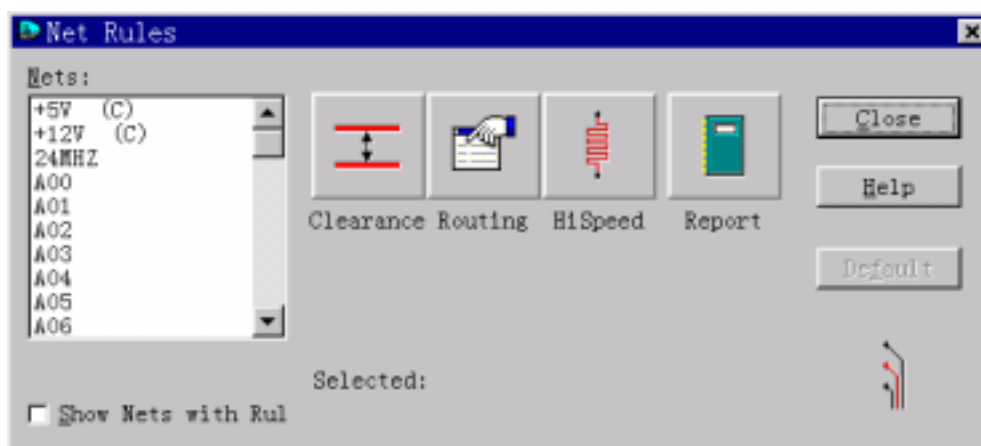 Net Rules
Nets:
+5V (C)
+12V (C)
24MHZ
A00
A01
A02
A03
A04
A05
A06
Show Nets with Rul
Clearance
Routing
HiSpeed
Report
Selected:
Close
Help
Default